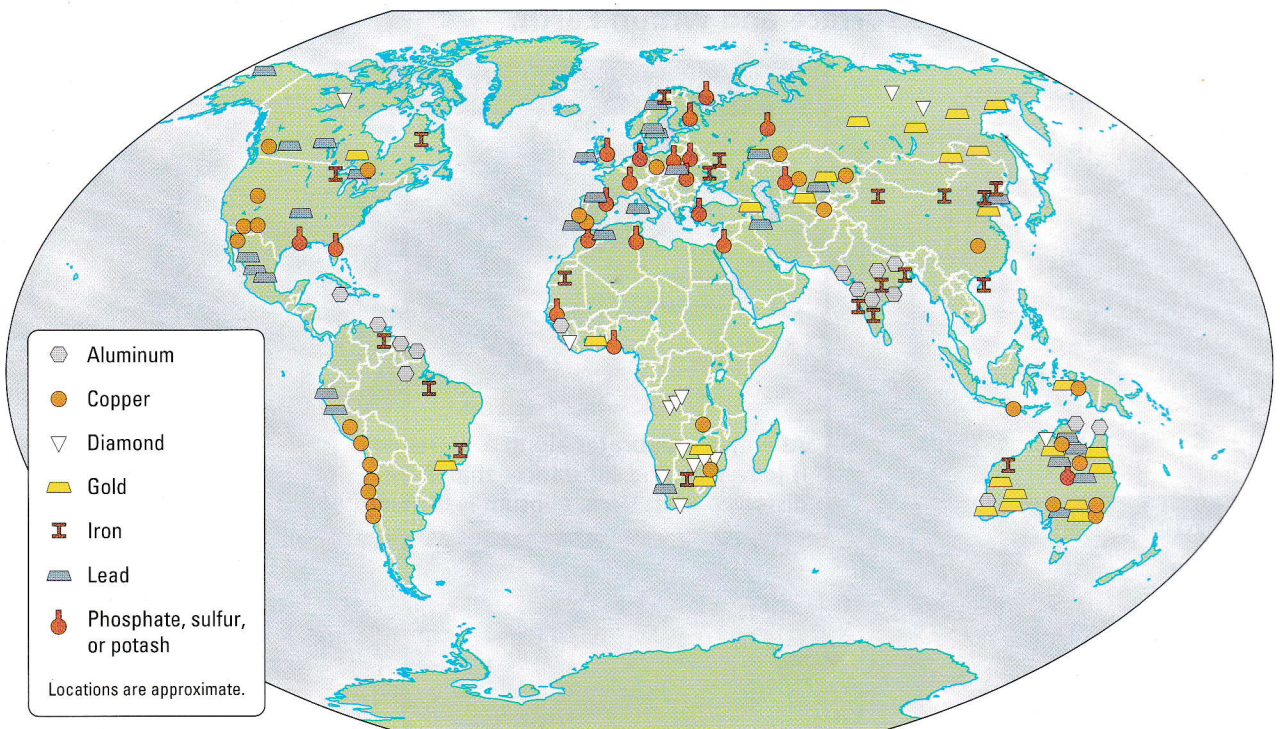 Aluminum
Copper
Diamond
Gold
Iron
Lead
Phosphate, sulfur,
or potash
Locations are approximate.